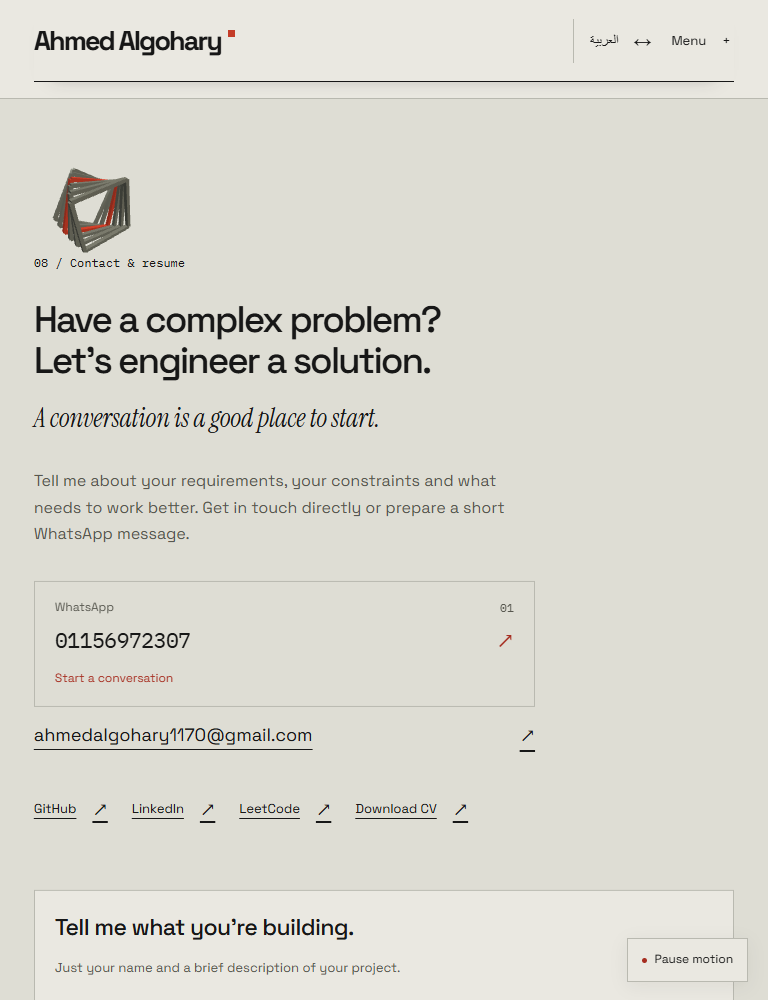 Ahmed Algohary
العربية ↔ Menu +
08 / Contact & resume
Have a complex problem?
Let’s engineer a solution.
A conversation is a good place to start.
Tell me about your requirements, your constraints and what
needs to work better. Get in touch directly or prepare a short
WhatsApp message.
WhatsApp 01
01156972307 ↗
Start a conversation
ahmedalgohary1170@gmail.com ↗
GitHub ↗ LinkedIn ↗ LeetCode ↗ Download CV ↗
Tell me what you’re building.
Just your name and a brief description of your project.
Pause motion